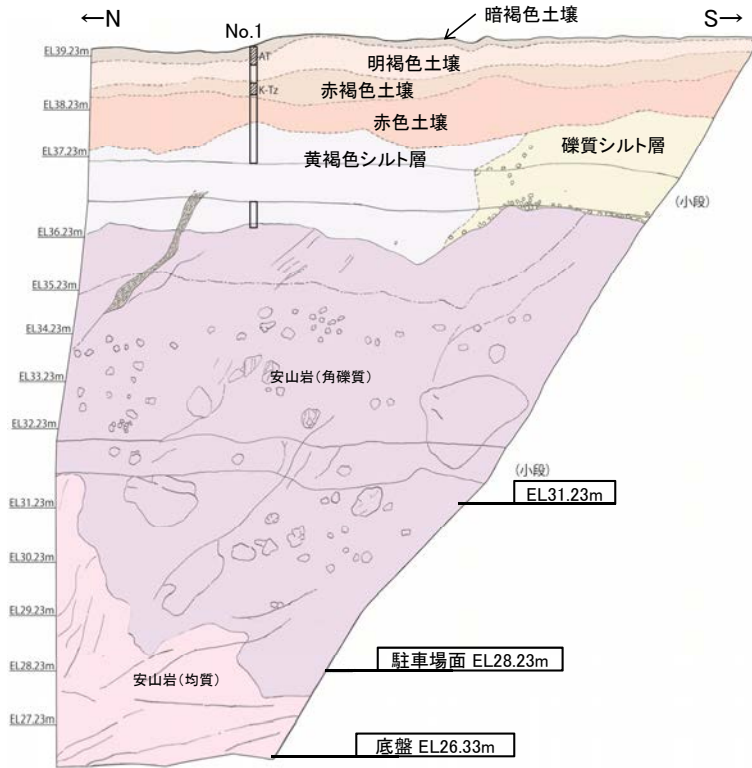 ←N
No.1
暗褐色土壌
S→
EL39.23m
AT
明褐色土壌
K-Tz
赤褐色土壌
EL38.23m
赤色土壌
EL37.23m
黄褐色シルト層
礫質シルト層
(小段)
EL36.23m
EL35.23m
EL34.23m
EL33.23m
安山岩(角礫質)
EL32.23m
(小段)
EL31.23m
EL31.23m
EL30.23m
EL29.23m
駐車場面 EL28.23m
EL28.23m
安山岩(均質)
EL27.23m
底盤 EL26.33m